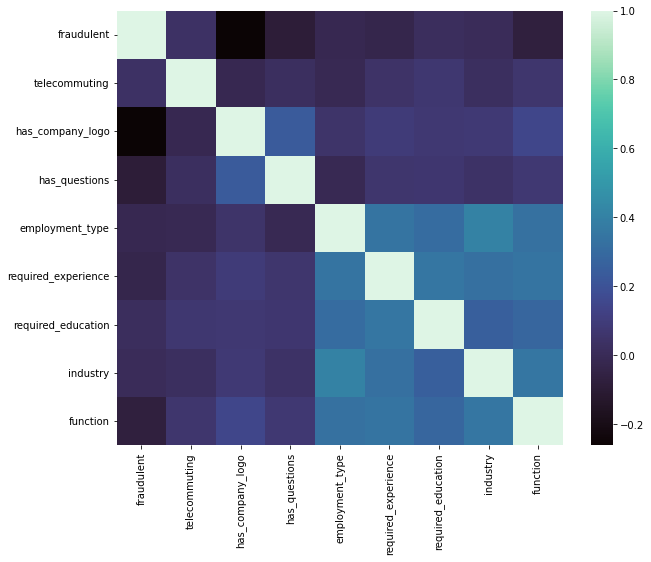 fraudulent
telecommuting
has_company_logo
has_questions
employment_type
required_experience
required_education
industry
function
fraudulent
telecommuting
has_company_logo
has_questions
employment_type
required_experience
required_education
industry
function
1.0
0.8
0.6
0.4
0.2
0.0
−0.2